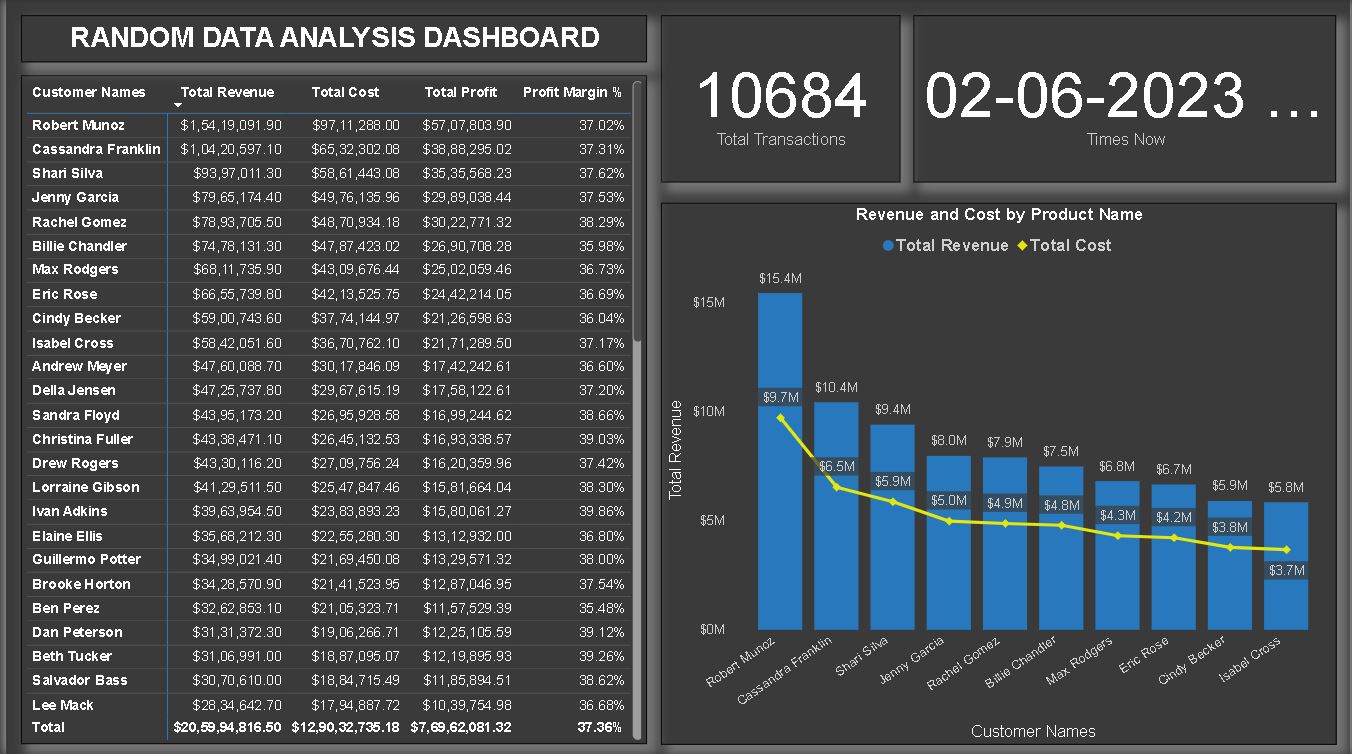 RANDOM DATA ANALYSIS DASHBOARD
Customer Names Total Revenue Total Cost Total Profit Profit Margin %
Robert Munoz $1,54,19,091.90 $97,11,288.00 $57,07,803.90 37.02%
Cassandra Franklin $1,04,20,597.10 $65,32,302.08 $38,88,295.02 37.31%
Shari Silva $93,97,011.30 $58,61,443.08 $35,35,568.23 37.62%
Jenny Garcia $79,65,174.40 $49,76,135.96 $29,89,038.44 37.53%
Rachel Gomez $78,93,705.50 $48,70,934.18 $30,22,771.32 38.29%
Billie Chandler $74,78,131.30 $47,87,423.02 $26,90,708.28 35.98%
Max Rodgers $68,11,735.90 $43,09,676.44 $25,02,059.46 36.73%
Eric Rose $66,55,739.80 $42,13,525.75 $24,42,214.05 36.69%
Cindy Becker $59,00,743.60 $37,74,144.97 $21,26,598.63 36.04%
Isabel Cross $58,42,051.60 $36,70,762.10 $21,71,289.50 37.17%
Andrew Meyer $47,60,088.70 $30,17,846.09 $17,42,242.61 36.60%
Della Jensen $47,25,737.80 $29,67,615.19 $17,58,122.61 37.20%
Sandra Floyd $43,95,173.20 $26,95,928.58 $16,99,244.62 38.66%
Christina Fuller $43,38,471.10 $26,45,132.53 $16,93,338.57 39.03%
Drew Rogers $43,30,116.20 $27,09,756.24 $16,20,359.96 37.42%
Lorraine Gibson $41,29,511.50 $25,47,847.46 $15,81,664.04 38.30%
Ivan Adkins $39,63,954.50 $23,83,893.23 $15,80,061.27 39.86%
Elaine Ellis $35,68,212.30 $22,55,280.30 $13,12,932.00 36.80%
Guillermo Potter $34,99,021.40 $21,69,450.08 $13,29,571.32 38.00%
Brooke Horton $34,28,570.90 $21,41,523.95 $12,87,046.95 37.54%
Ben Perez $32,62,853.10 $21,05,323.71 $11,57,529.39 35.48%
Dan Peterson $31,31,372.30 $19,06,266.71 $12,25,105.59 39.12%
Beth Tucker $31,06,991.00 $18,87,095.07 $12,19,895.93 39.26%
Salvador Bass $30,70,610.00 $18,84,715.49 $11,85,894.51 38.62%
Lee Mack $28,34,642.70 $17,94,887.72 $10,39,754.98 36.68%
Total $20,59,94,816.50 $12,90,32,735.18 $7,69,62,081.32 37.36%
10684
Total Transactions
02-06-2023 ...
Times Now
Revenue and Cost by Product Name
Total Revenue Total Cost
Total Revenue
$15M
$10M
$5M
$0M
$15.4M $10.4M $9.4M $8.0M $7.9M $7.5M $6.8M $6.7M $5.9M $5.8M
$9.7M $6.5M $5.9M $5.0M $4.9M $4.8M $4.3M $4.2M $3.8M $3.7M
Robert Munoz Cassandra Franklin Shari Silva Jenny Garcia Rachel Gomez Billie Chandler Max Rodgers Eric Rose Cindy Becker Isabel Cross
Customer Names